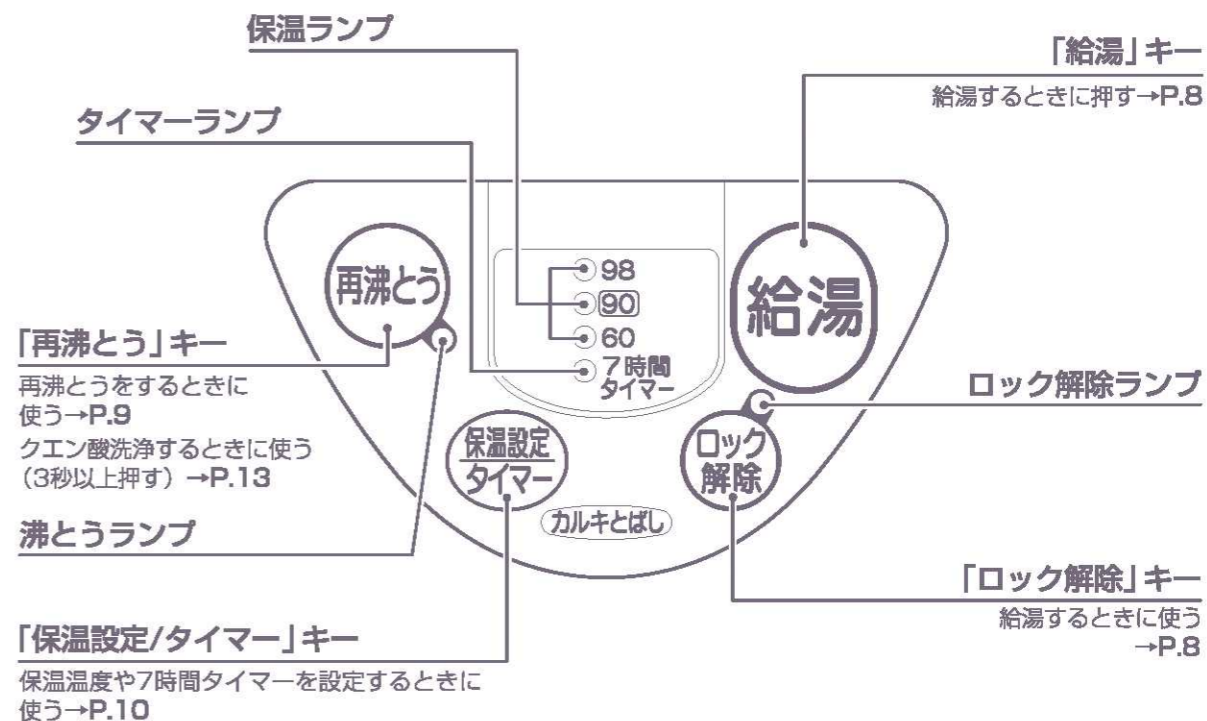 保温ランプ
「給湯」キー
給湯するときに押す→P.8
タイマーランプ
再沸とう
98
90
60
7時間
タイマー
給湯
「再沸とう」キー
再沸とうをするときに
使う→P.9
クエン酸洗浄するときに使う
（3秒以上押す）→P.13
ロック解除ランプ
保温設定
タイマー
ロック
解除
カルキとばし
沸とうランプ
「ロック解除」キー
給湯するときに使う
→P.8
「保温設定/タイマー」キー
保温温度や7時間タイマーを設定するときに
使う→P.10